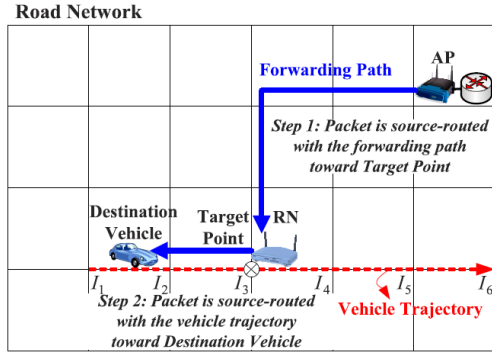 Road Network
AP
Forwarding Path
Step 1: Packet is source-routed
with the forwarding path
toward Target Point
Destination
Vehicle
Target
Point
RN
I1 I2 I3 I4 I5 I6
Step 2: Packet is source-routed
with the vehicle trajectory
toward Destination Vehicle
Vehicle Trajectory